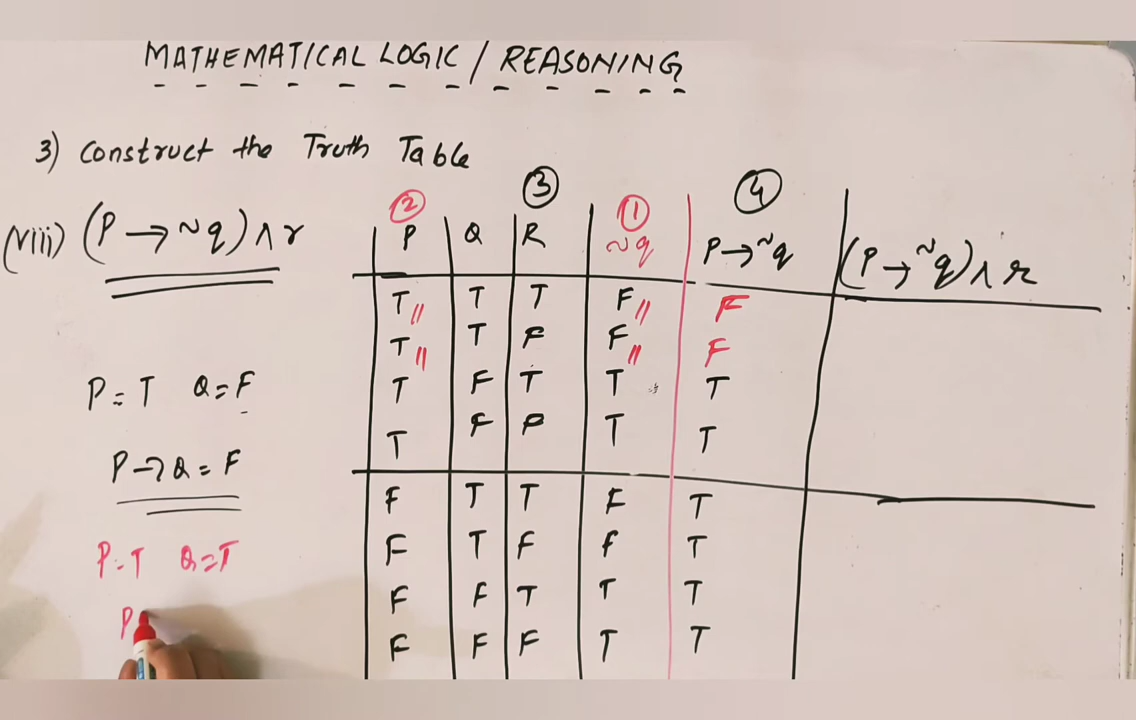 MATHEMATICAL LOGIC / REASONING
3) Construct the Truth Table
(viii) (P → ~q) ∧ r
② ③ ① ④
P Q R ~q P → ~q (P → ~q) ∧ r
T T T F F
T T F F F
T F T T T
T F F T T
F T T F T
F T F F T
F F T T T
F F F T T
P = T Q = F
P → Q = F
P = T Q = T
P